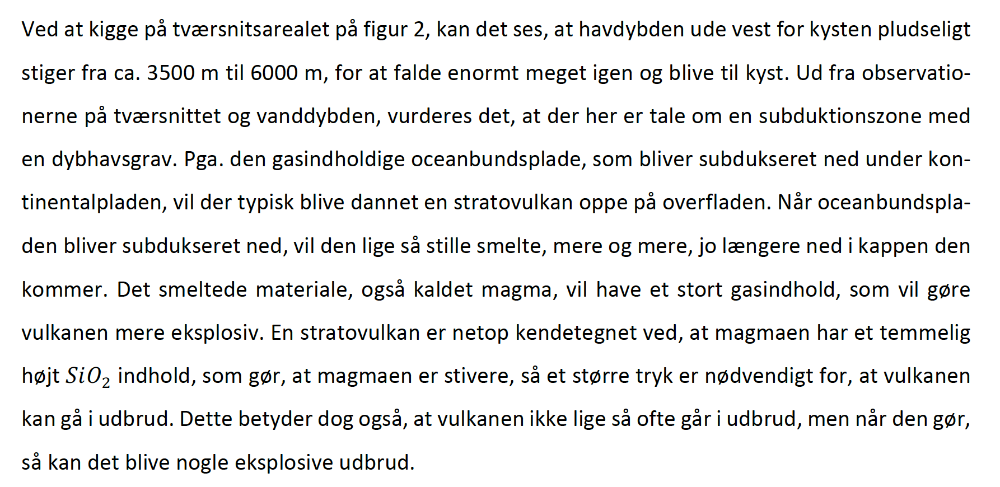 Ved at kigge på tværsnitsarealet på figur 2, kan det ses, at havdybden ude vest for kysten pludseligt
stiger fra ca. 3500 m til 6000 m, for at falde enormt meget igen og blive til kyst. Ud fra observatio-
nerne på tværsnittet og vanddybden, vurderes det, at der her er tale om en subduktionszone med
en dybhavsgrav. Pga. den gasindholdige oceanbundsplade, som bliver subdukseret ned under kon-
tinentalpladen, vil der typisk blive dannet en stratovulkan oppe på overfladen. Når oceanbundspla-
den bliver subdukseret ned, vil den lige så stille smelte, mere og mere, jo længere ned i kappen den
kommer. Det smeltede materiale, også kaldet magma, vil have et stort gasindhold, som vil gøre
vulkanen mere eksplosiv. En stratovulkan er netop kendetegnet ved, at magmaen har et temmelig
højt SiO₂ indhold, som gør, at magmaen er stivere, så et større tryk er nødvendigt for, at vulkanen
kan gå i udbrud. Dette betyder dog også, at vulkanen ikke lige så ofte går i udbrud, men når den gør,
så kan det blive nogle eksplosive udbrud.